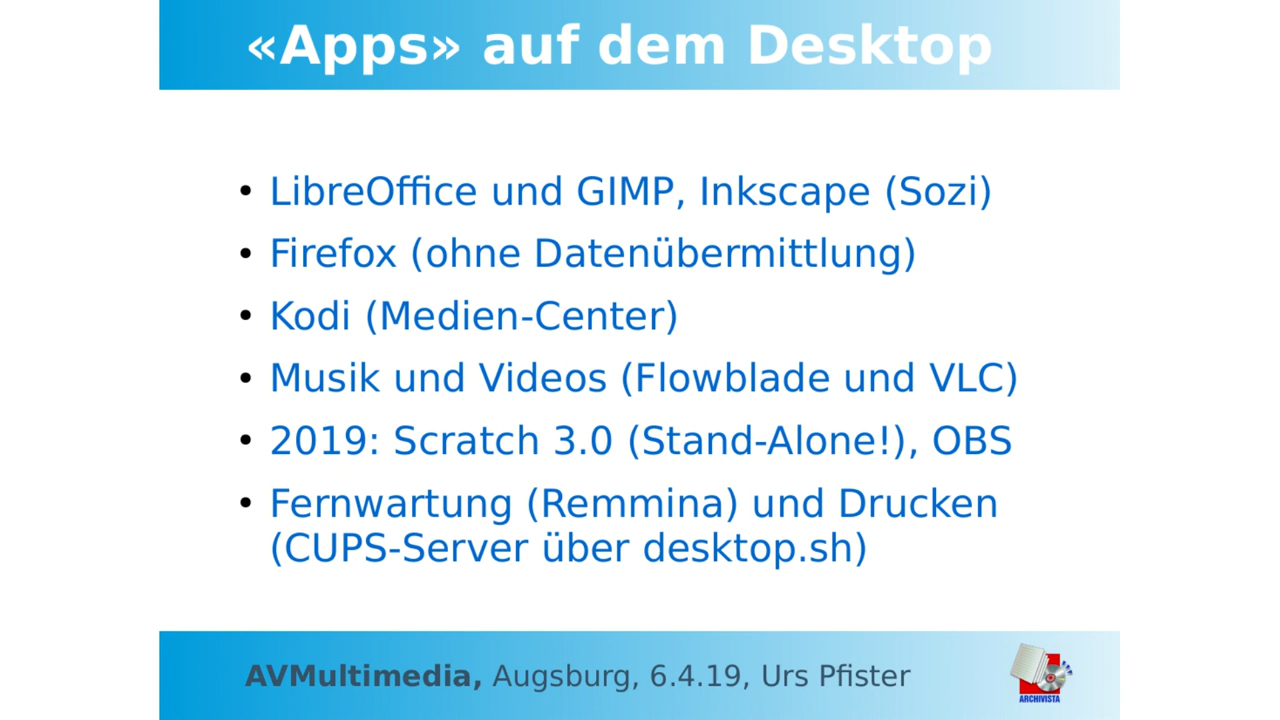 «Apps» auf dem Desktop
• LibreOffice und GIMP, Inkscape (Sozi)
• Firefox (ohne Datenübermittlung)
• Kodi (Medien-Center)
• Musik und Videos (Flowblade und VLC)
• 2019: Scratch 3.0 (Stand-Alone!), OBS
• Fernwartung (Remmina) und Drucken
(CUPS-Server über desktop.sh)
AVMultimedia, Augsburg, 6.4.19, Urs Pfister
ARCHIVISTA